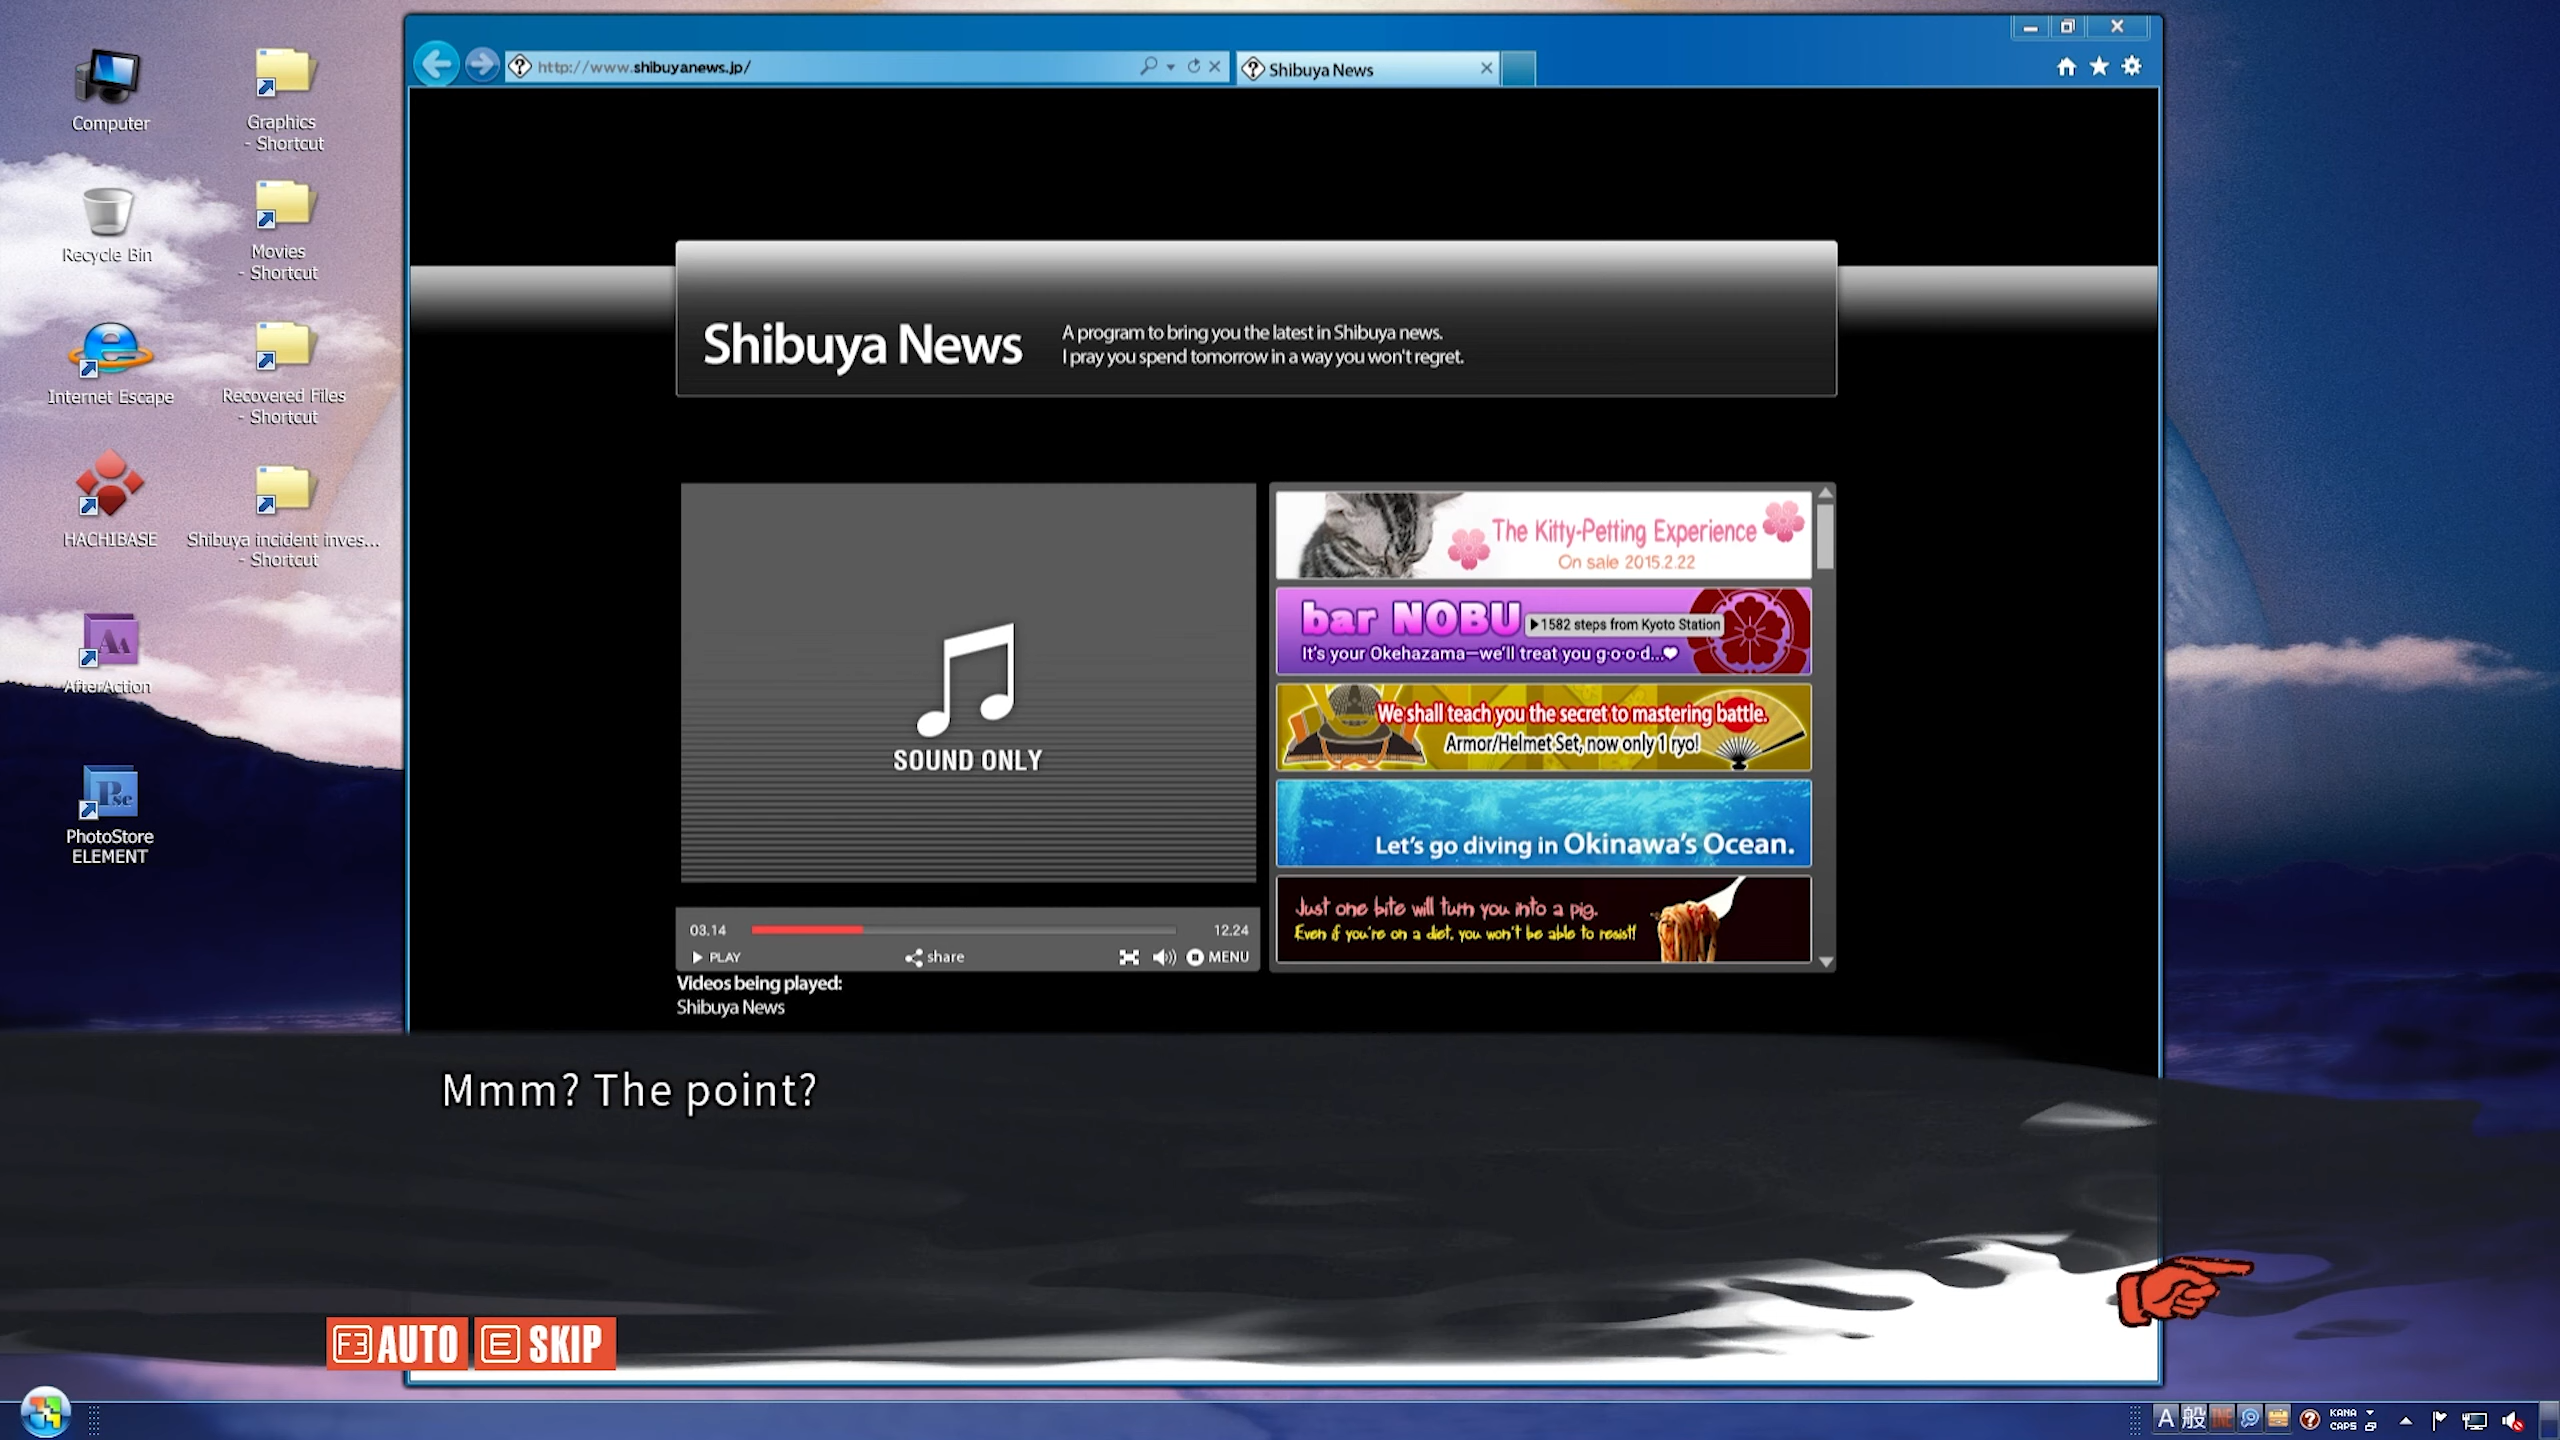 Computer
Graphics
- Shortcut
Recycle Bin
Movies
- Shortcut
Internet Escape
Recovered Files
- Shortcut
HACHIBASE
Shibuya incident inves...
- Shortcut
Aa
AfterAction
Pse
PhotoStore
ELEMENT
http://www.shibuyanews.jp/
Shibuya News
Shibuya News
A program to bring you the latest in Shibuya news.
I pray you spend tomorrow in a way you won't regret.
SOUND ONLY
03.14
12.24
PLAY
share
MENU
Videos being played:
Shibuya News
The Kitty-Petting Experience
On sale 2015.2.22
bar NOBU
▶1582 steps from Kyoto Station
It's your Okehazama—we'll treat you g·o·o·d...♥
We shall teach you the secret to mastering battle.
Armor/Helmet Set, now only 1 ryo!
Let's go diving in Okinawa's Ocean.
Just one bite will turn you into a pig.
Even if you're on a diet, you won't be able to resist!
Mmm? The point?
F3 AUTO E SKIP
A 般
KANA
CAPS